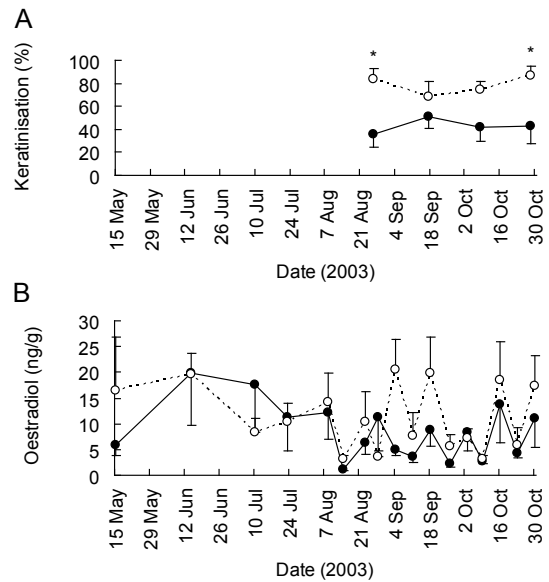 A
Keratinisation (%)
100
80
60
40
20
0
* *
15 May
29 May
12 Jun
26 Jun
10 Jul
24 Jul
7 Aug
21 Aug
4 Sep
18 Sep
2 Oct
16 Oct
30 Oct
Date (2003)
B
Oestradiol (ng/g)
30
25
20
15
10
5
0
15 May
29 May
12 Jun
26 Jun
10 Jul
24 Jul
7 Aug
21 Aug
4 Sep
18 Sep
2 Oct
16 Oct
30 Oct
Date (2003)